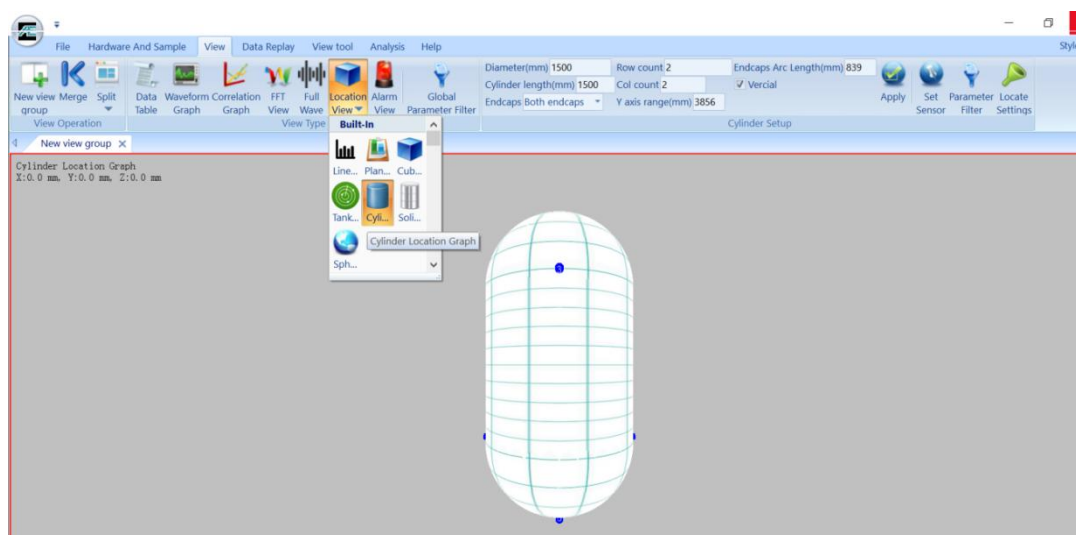 File Hardware And Sample View Data Replay View tool Analysis Help
Style
Diameter(mm) 1500 Row count 2 Endcaps Arc Length(mm) 839
Cylinder length(mm) 1500 Col count 2 Vercial
Endcaps Both endcaps Y axis range(mm) 3856
New view group
Merge
Split
Data Table
Waveform Graph
Correlation Graph
FFT View
Full Wave
Location View
Alarm View
Global Parameter Filter
Apply
Set Sensor
Parameter Filter
Locate Settings
View Operation
View Type
Cylinder Setup
Built-In
New view group
Cylinder Location Graph
X:0.0 mm, Y:0.0 mm, Z:0.0 mm
Line... Plan... Cub...
Tank... Cyli... Soli...
Cylinder Location Graph
Sph...